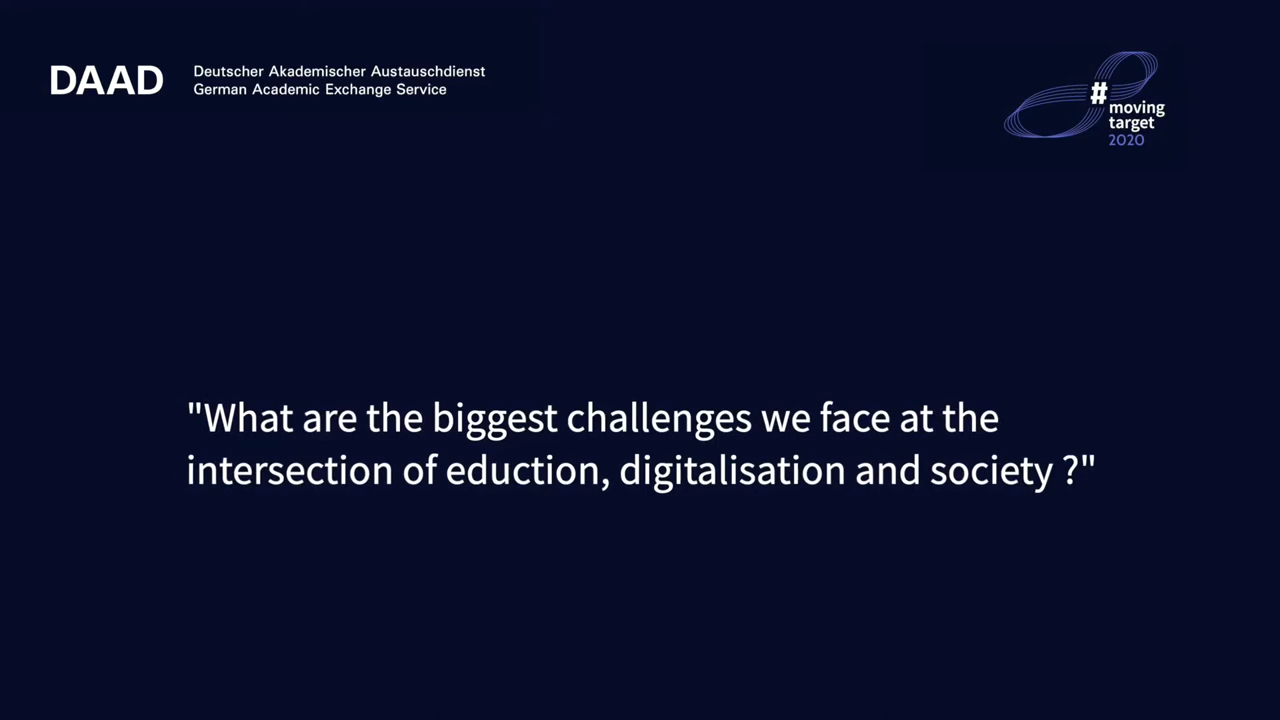 DAAD
Deutscher Akademischer Austauschdienst
German Academic Exchange Service
#
moving
target
2020
"What are the biggest challenges we face at the
intersection of eduction, digitalisation and society ?"